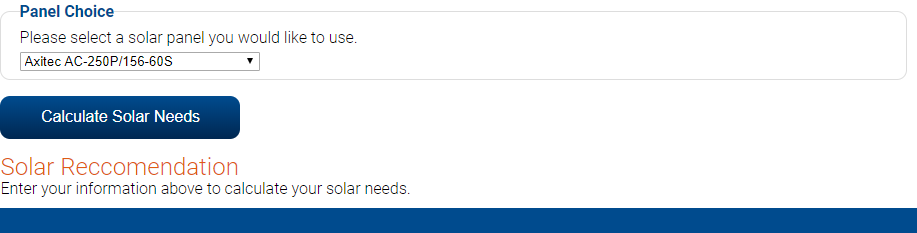 Panel Choice
Please select a solar panel you would like to use.
Axitec AC-250P/156-60S
Calculate Solar Needs
Solar Reccomendation
Enter your information above to calculate your solar needs.